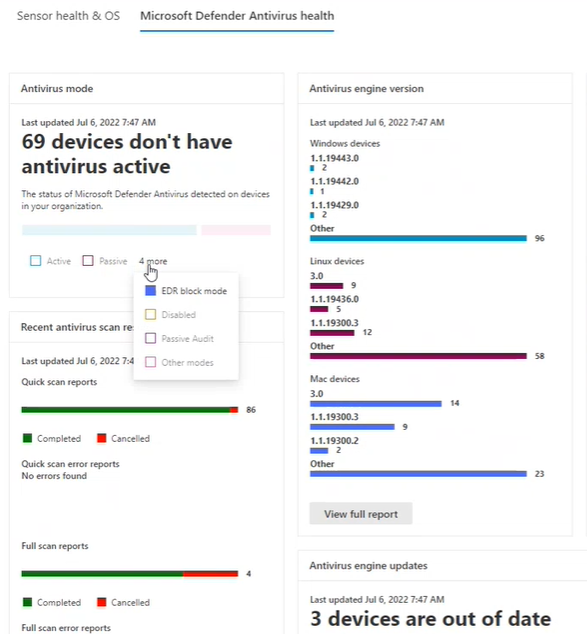 Sensor health & OS
Microsoft Defender Antivirus health
Antivirus mode
Last updated Jul 6, 2022 7:47 AM
69 devices don't have
antivirus active
The status of Microsoft Defender Antivirus detected on devices
in your organization.
Active
Passive
4 more
EDR block mode
Disabled
Passive Audit
Other modes
Recent antivirus scan re
Last updated Jul 6, 2022 7:4
Quick scan reports
86
Completed
Cancelled
Quick scan error reports
No errors found
Full scan reports
4
Completed
Cancelled
Full scan error reports
Antivirus engine version
Last updated Jul 6, 2022 7:47 AM
Windows devices
1.1.19443.0
2
1.1.19442.0
1
1.1.19429.0
2
Other
96
Linux devices
3.0
9
1.1.19436.0
5
1.1.19300.3
12
Other
58
Mac devices
3.0
14
1.1.19300.3
9
1.1.19300.2
2
Other
23
View full report
Antivirus engine updates
Last updated Jul 6, 2022 7:47 AM
3 devices are out of date